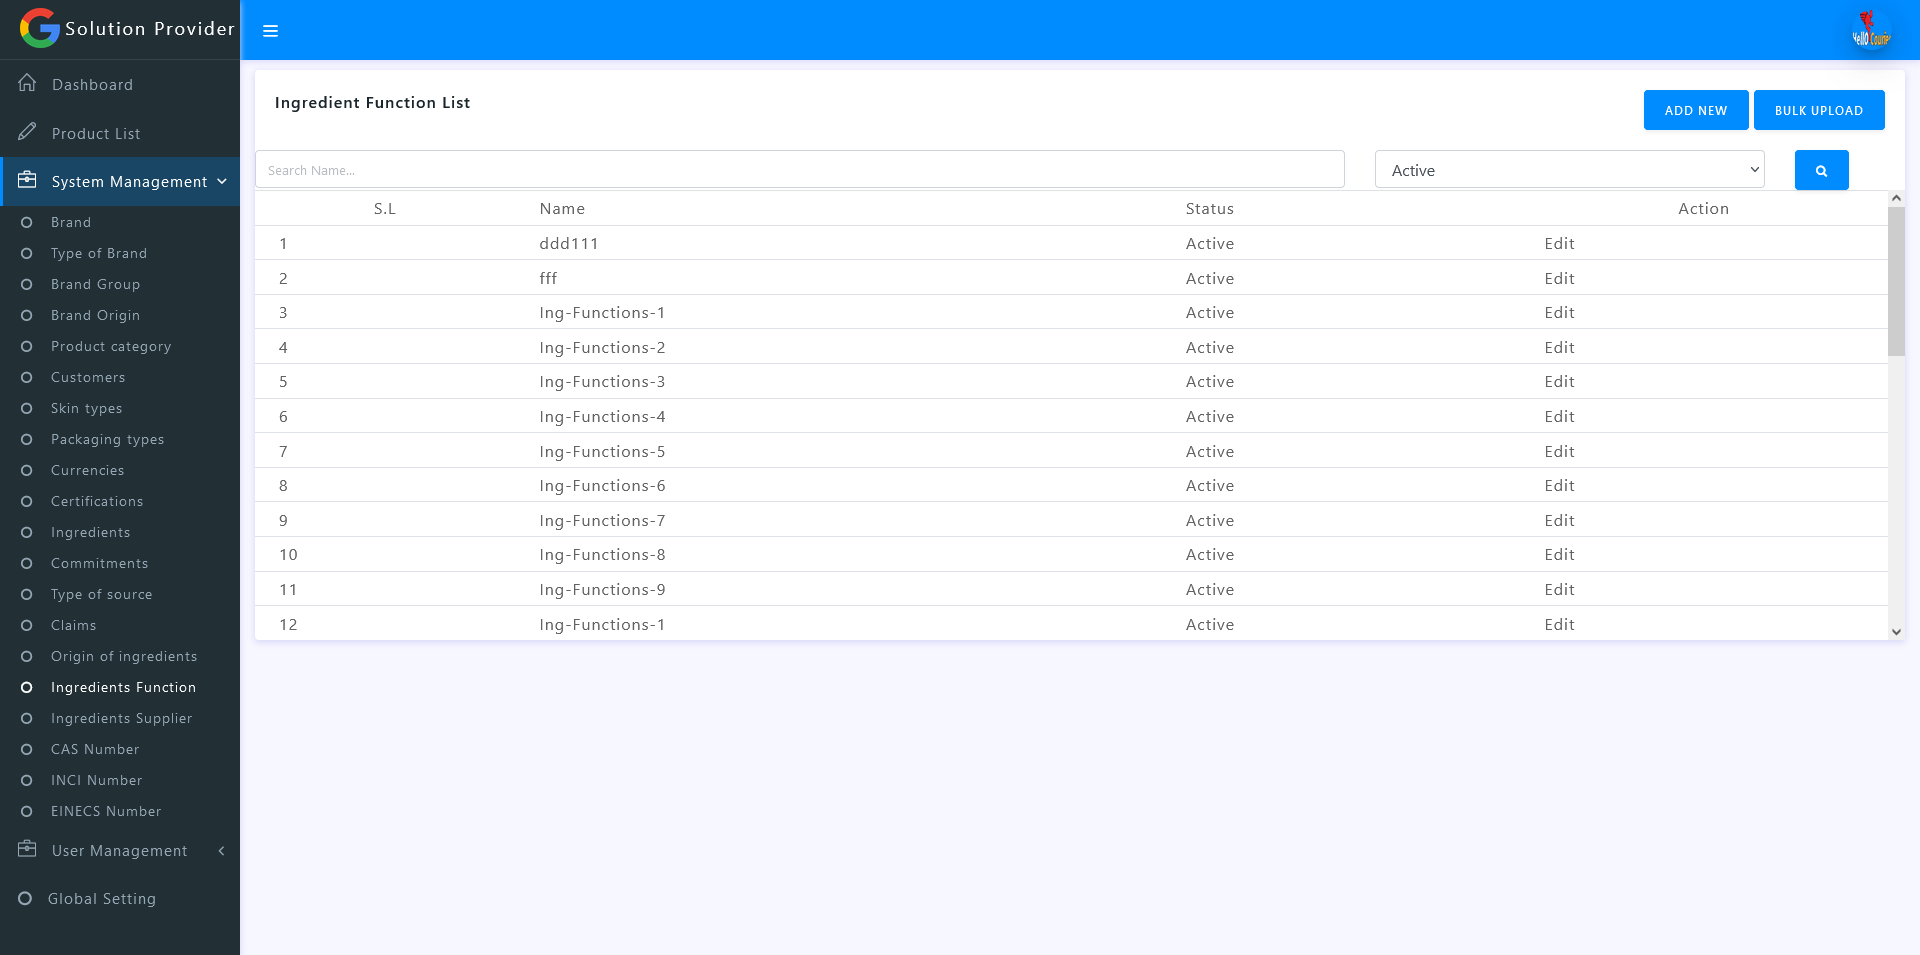 Solution Provider
Dashboard
Product List
System Management
Brand
Type of Brand
Brand Group
Brand Origin
Product category
Customers
Skin types
Packaging types
Currencies
Certifications
Ingredients
Commitments
Type of source
Claims
Origin of ingredients
Ingredients Function
Ingredients Supplier
CAS Number
INCI Number
EINECS Number
User Management
Global Setting
Hello Courier
Ingredient Function List
ADD NEW BULK UPLOAD
Search Name... Active
S.L Name Status Action
1 ddd111 Active Edit
2 fff Active Edit
3 Ing-Functions-1 Active Edit
4 Ing-Functions-2 Active Edit
5 Ing-Functions-3 Active Edit
6 Ing-Functions-4 Active Edit
7 Ing-Functions-5 Active Edit
8 Ing-Functions-6 Active Edit
9 Ing-Functions-7 Active Edit
10 Ing-Functions-8 Active Edit
11 Ing-Functions-9 Active Edit
12 Ing-Functions-1 Active Edit